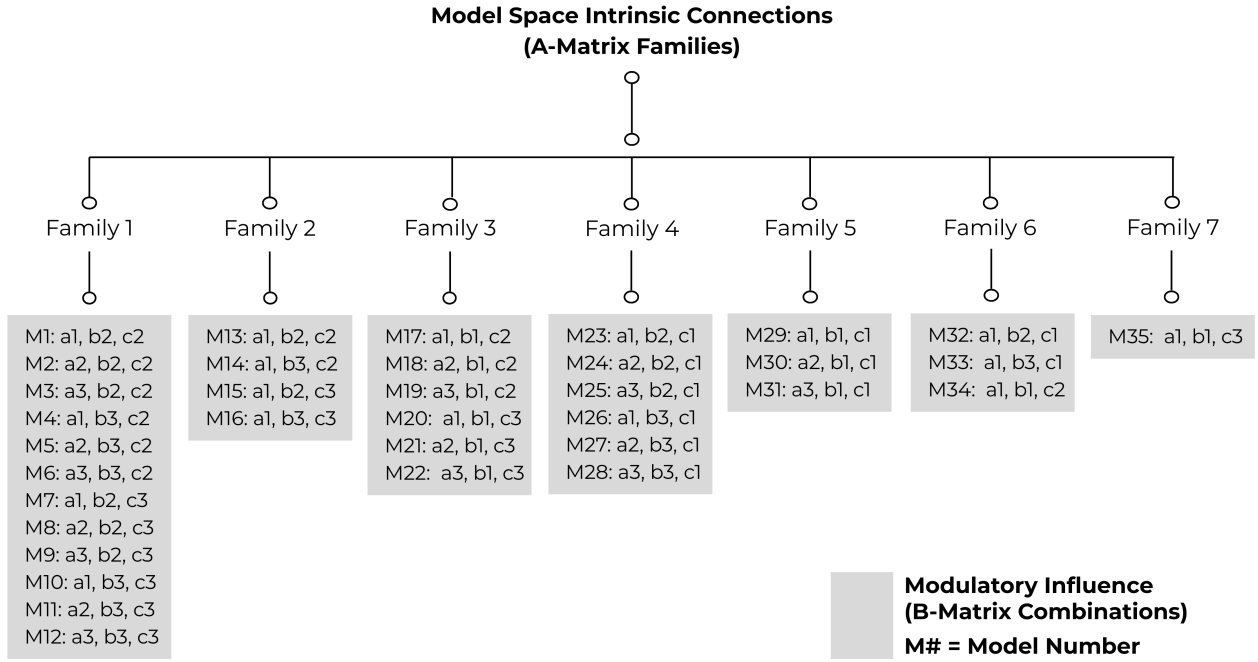 Model Space Intrinsic Connections
(A-Matrix Families)
Family 1
M1: a1, b2, c2
M2: a2, b2, c2
M3: a3, b2, c2
M4: a1, b3, c2
M5: a2, b3, c2
M6: a3, b3, c2
M7: a1, b2, c3
M8: a2, b2, c3
M9: a3, b2, c3
M10: a1, b3, c3
M11: a2, b3, c3
M12: a3, b3, c3
Family 2
M13: a1, b2, c2
M14: a1, b3, c2
M15: a1, b2, c3
M16: a1, b3, c3
Family 3
M17: a1, b1, c2
M18: a2, b1, c2
M19: a3, b1, c2
M20: a1, b1, c3
M21: a2, b1, c3
M22: a3, b1, c3
Family 4
M23: a1, b2, c1
M24: a2, b2, c1
M25: a3, b2, c1
M26: a1, b3, c1
M27: a2, b3, c1
M28: a3, b3, c1
Family 5
M29: a1, b1, c1
M30: a2, b1, c1
M31: a3, b1, c1
Family 6
M32: a1, b2, c1
M33: a1, b3, c1
M34: a1, b1, c2
Family 7
M35: a1, b1, c3
Modulatory Influence
(B-Matrix Combinations)
M# = Model Number